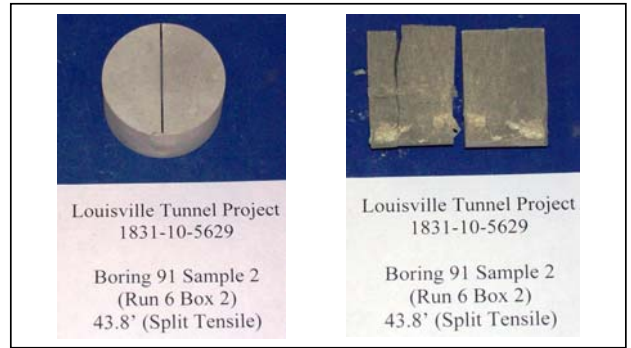 Louisville Tunnel Project
1831-10-5629
Boring 91 Sample 2
(Run 6 Box 2)
43.8’ (Split Tensile)
Louisville Tunnel Project
1831-10-5629
Boring 91 Sample 2
(Run 6 Box 2)
43.8’ (Split Tensile)